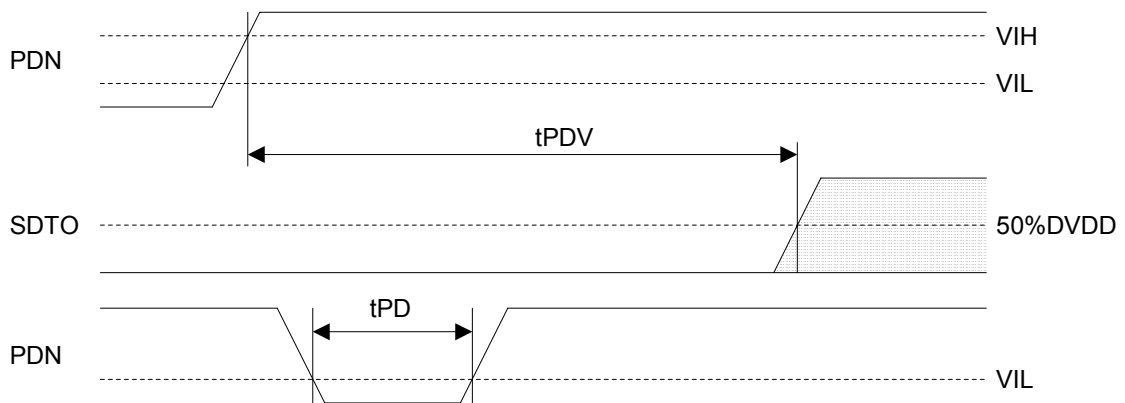 VIH
PDN
VIL
tPDV
SDTO
50%DVDD
tPD
PDN
VIL